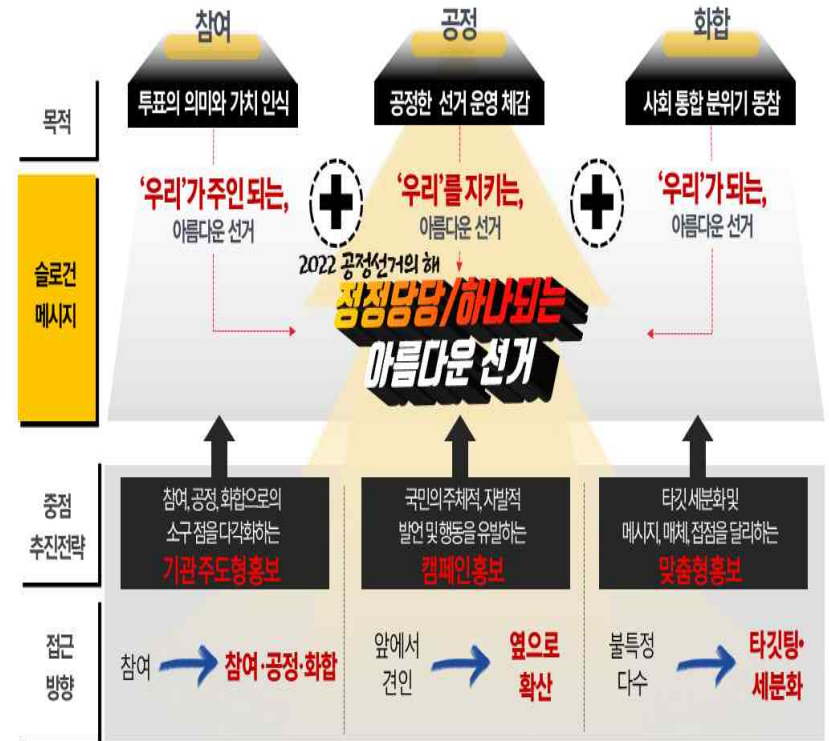 참여
공정
화합
목적
투표의 의미와 가치 인식
공정한 선거 운영 체감
사회 통합 분위기 동참
슬로건
메시지
‘우리’가 주인 되는,
아름다운 선거
‘우리’를 지키는,
아름다운 선거
‘우리’가 되는,
아름다운 선거
2022 공정선거의 해
정정당당/하나되는
아름다운 선거
중점
추진전략
참여, 공정, 화합으로의
소구 점을 다각화하는
기관 주도형홍보
국민의 주체적, 자발적
발언 및 행동을 유발하는
캠페인홍보
타깃 세분화 및
메시지, 매체, 접점을 달리하는
맞춤형홍보
접근
방향
참여
참여·공정·화합
앞에서
견인
옆으로
확산
불특정
다수
타깃팅·
세분화